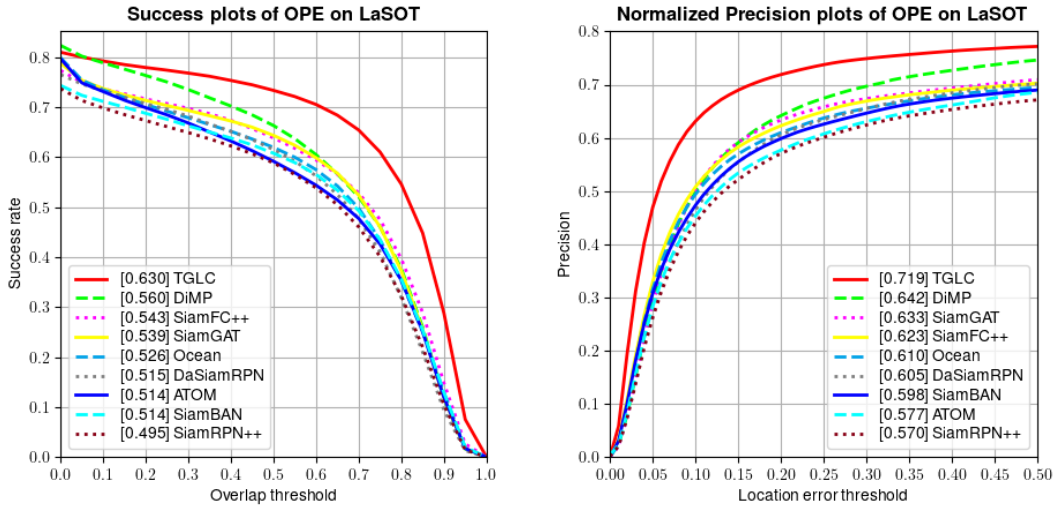 Success plots of OPE on LaSOT
0.8
0.7
0.6
0.5
0.4
0.3
0.2
0.1
0.0
Success rate
[0.630] TGLC
[0.560] DiMP
[0.543] SiamFC++
[0.539] SiamGAT
[0.526] Ocean
[0.515] DaSiamRPN
[0.514] ATOM
[0.514] SiamBAN
[0.495] SiamRPN++
0.0 0.1 0.2 0.3 0.4 0.5 0.6 0.7 0.8 0.9 1.0
Overlap threshold
Normalized Precision plots of OPE on LaSOT
0.8
0.7
0.6
0.5
0.4
0.3
0.2
0.1
0.0
Precision
[0.719] TGLC
[0.642] DiMP
[0.633] SiamGAT
[0.623] SiamFC++
[0.610] Ocean
[0.605] DaSiamRPN
[0.598] SiamBAN
[0.577] ATOM
[0.570] SiamRPN++
0.00 0.05 0.10 0.15 0.20 0.25 0.30 0.35 0.40 0.45 0.50
Location error threshold